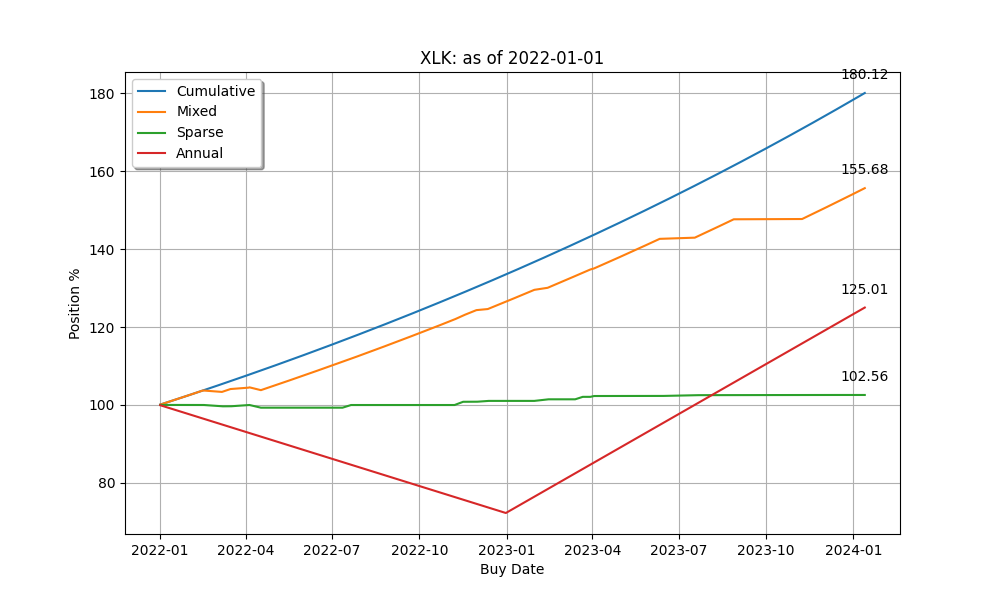 XLK: as of 2022-01-01
180.12
180
Cumulative
Mixed
Sparse
Annual
160
155.68
140
125.01
120
102.56
100
80
Position %
2022-01 2022-04 2022-07 2022-10 2023-01 2023-04 2023-07 2023-10 2024-01
Buy Date